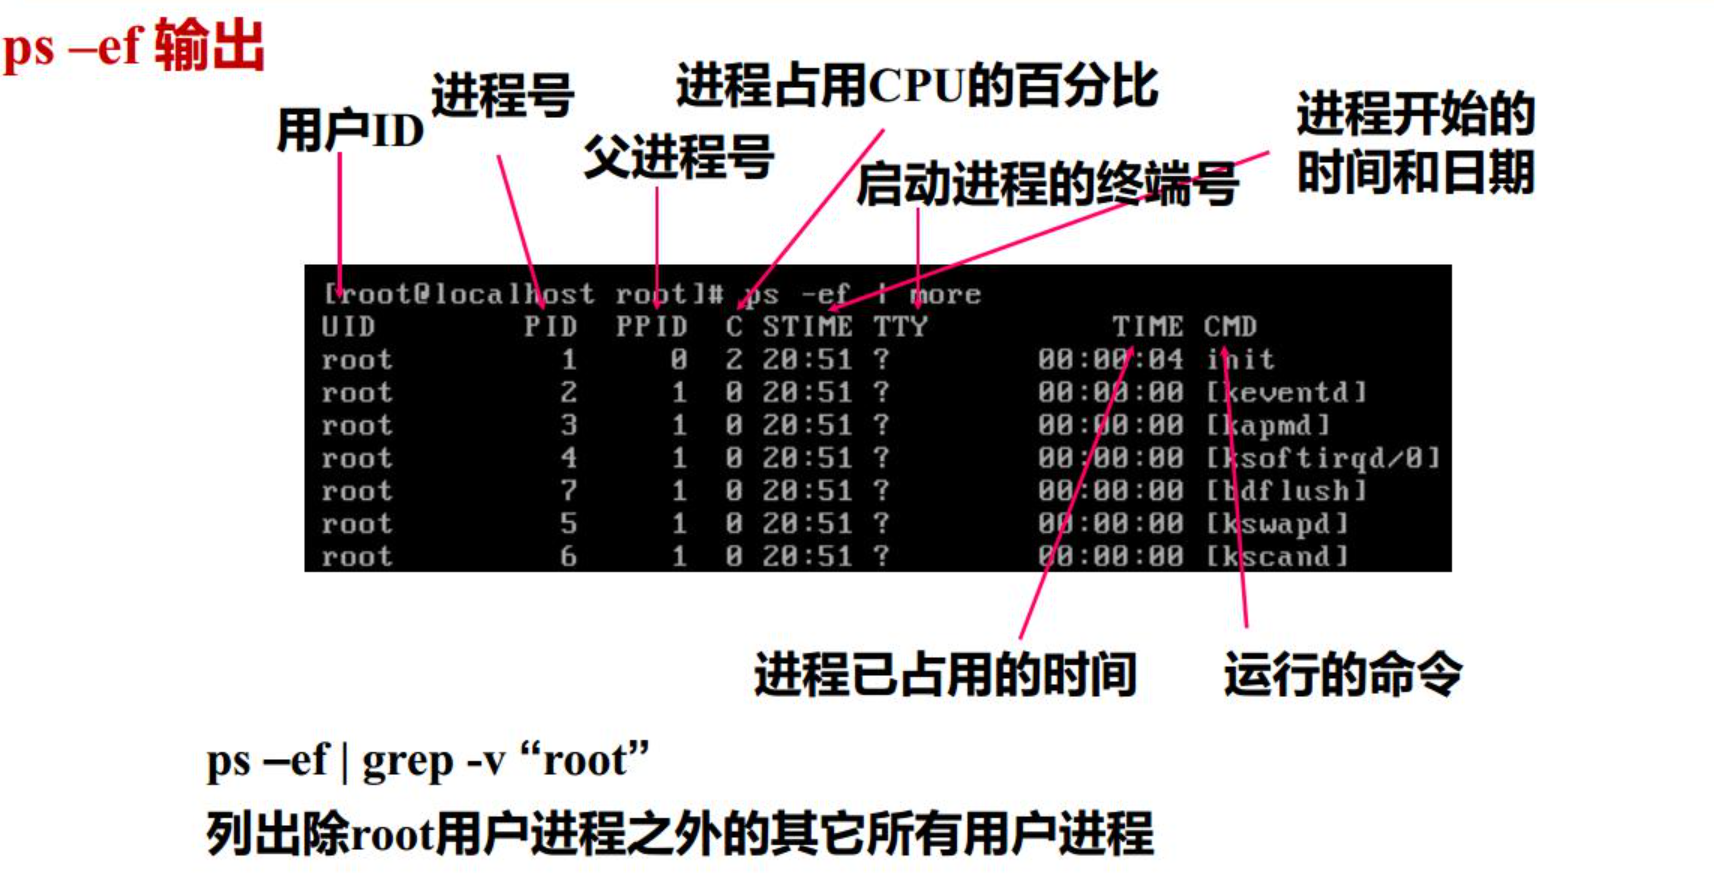 ps –ef 输出
用户ID
进程号
父进程号
进程占用CPU的百分比
启动进程的终端号
进程开始的
时间和日期
[root@localhost root]# ps -ef | more
UID PID PPID C STIME TTY TIME CMD
root 1 0 2 20:51 ? 00:00:04 init
root 2 1 0 20:51 ? 00:00:00 [keventd]
root 3 1 0 20:51 ? 00:00:00 [kapmd]
root 4 1 0 20:51 ? 00:00:00 [ksoftirqd/0]
root 7 1 0 20:51 ? 00:00:00 [bdflush]
root 5 1 0 20:51 ? 00:00:00 [kswapd]
root 6 1 0 20:51 ? 00:00:00 [kscand]
进程已占用的时间
运行的命令
ps –ef | grep -v “root”
列出除root用户进程之外的其它所有用户进程